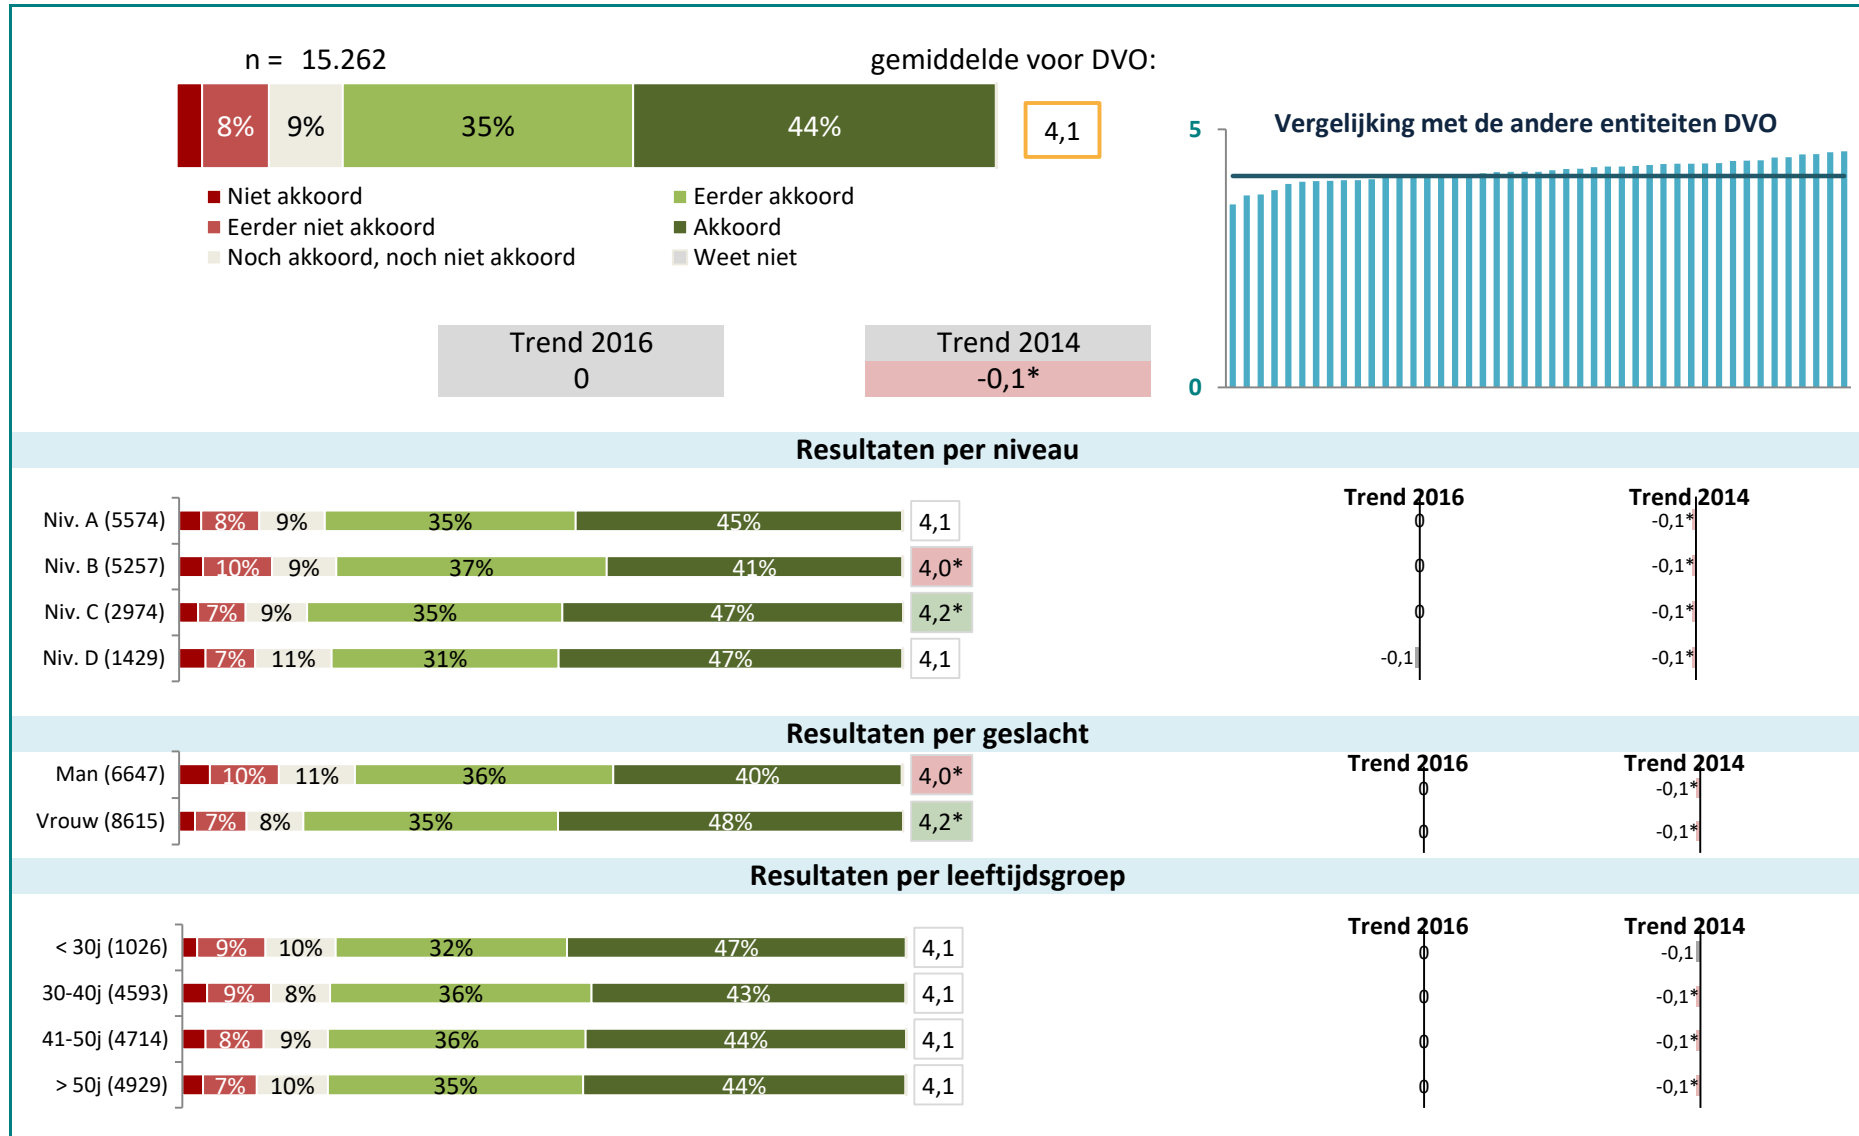 n = 15.262
gemiddelde voor DVO:
8% 9% 35% 44% 4,1
Niet akkoord Eerder akkoord
Eerder niet akkoord Akkoord
Noch akkoord, noch niet akkoord Weet niet
Vergelijking met de andere entiteiten DVO
5
0
Trend 2016 Trend 2014
0 -0,1*
Resultaten per niveau
Trend 2016 Trend 2014
Niv. A (5574) 8% 9% 35% 45% 4,1 0 -0,1*
Niv. B (5257) 10% 9% 37% 41% 4,0* 0 -0,1*
Niv. C (2974) 7% 9% 35% 47% 4,2* 0 -0,1*
Niv. D (1429) 7% 11% 31% 47% 4,1 -0,1 -0,1*
Resultaten per geslacht
Trend 2016 Trend 2014
Man (6647) 10% 11% 36% 40% 4,0* 0 -0,1*
Vrouw (8615) 7% 8% 35% 48% 4,2* 0 -0,1*
Resultaten per leeftijdsgroep
Trend 2016 Trend 2014
< 30j (1026) 9% 10% 32% 47% 4,1 0 -0,1
30-40j (4593) 9% 8% 36% 43% 4,1 0 -0,1*
41-50j (4714) 8% 9% 36% 44% 4,1 0 -0,1*
> 50j (4929) 7% 10% 35% 44% 4,1 0 -0,1*